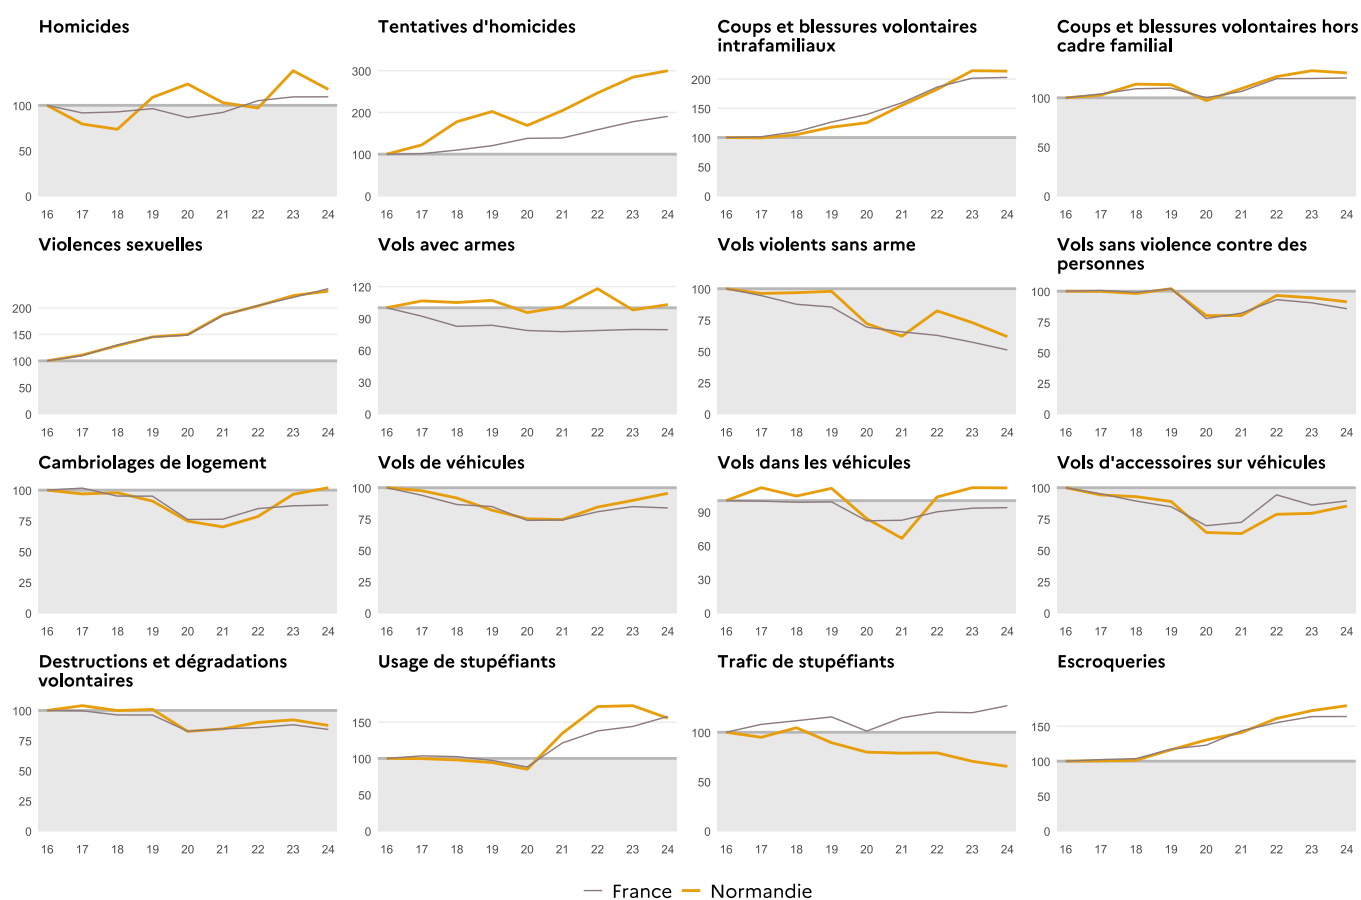 Homicides
Tentatives d'homicides
Coups et blessures volontaires
intrafamiliaux
Coups et blessures volontaires hors
cadre familial
100
50
0
16 17 18 19 20 21 22 23 24
300
200
100
0
16 17 18 19 20 21 22 23 24
200
150
100
50
0
16 17 18 19 20 21 22 23 24
100
50
0
16 17 18 19 20 21 22 23 24
Violences sexuelles
Vols avec armes
Vols violents sans arme
Vols sans violence contre des
personnes
200
150
100
50
0
16 17 18 19 20 21 22 23 24
120
90
60
30
0
16 17 18 19 20 21 22 23 24
100
75
50
25
0
16 17 18 19 20 21 22 23 24
100
75
50
25
0
16 17 18 19 20 21 22 23 24
Cambriolages de logement
Vols de véhicules
Vols dans les véhicules
Vols d'accessoires sur véhicules
100
75
50
25
0
16 17 18 19 20 21 22 23 24
100
75
50
25
0
16 17 18 19 20 21 22 23 24
90
60
30
0
16 17 18 19 20 21 22 23 24
100
75
50
25
0
16 17 18 19 20 21 22 23 24
Destructions et dégradations
volontaires
Usage de stupéfiants
Trafic de stupéfiants
Escroqueries
100
75
50
25
0
16 17 18 19 20 21 22 23 24
150
100
50
0
16 17 18 19 20 21 22 23 24
100
50
0
16 17 18 19 20 21 22 23 24
150
100
50
0
16 17 18 19 20 21 22 23 24
France Normandie